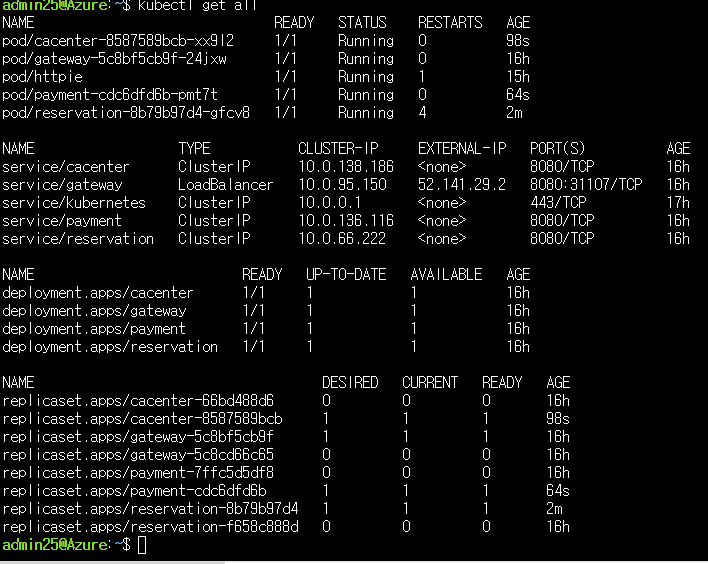 admin25@Azure:~$ kubectl get all
NAME READY STATUS RESTARTS AGE
pod/cacenter-8587589bcb-xx9l2 1/1 Running 0 98s
pod/gateway-5c8bf5cb9f-24jxw 1/1 Running 0 16h
pod/httpie 1/1 Running 1 15h
pod/payment-cdc6dfd6b-pmt7t 1/1 Running 0 64s
pod/reservation-8b79b97d4-gfcv8 1/1 Running 4 2m
NAME TYPE CLUSTER-IP EXTERNAL-IP PORT(S) AGE
service/cacenter ClusterIP 10.0.138.186 <none> 8080/TCP 16h
service/gateway LoadBalancer 10.0.95.150 52.141.29.2 8080:31107/TCP 16h
service/kubernetes ClusterIP 10.0.0.1 <none> 443/TCP 17h
service/payment ClusterIP 10.0.136.116 <none> 8080/TCP 16h
service/reservation ClusterIP 10.0.66.222 <none> 8080/TCP 16h
NAME READY UP-TO-DATE AVAILABLE AGE
deployment.apps/cacenter 1/1 1 1 16h
deployment.apps/gateway 1/1 1 1 16h
deployment.apps/payment 1/1 1 1 16h
deployment.apps/reservation 1/1 1 1 16h
NAME DESIRED CURRENT READY AGE
replicaset.apps/cacenter-66bd488d6 0 0 0 16h
replicaset.apps/cacenter-8587589bcb 1 1 1 98s
replicaset.apps/gateway-5c8bf5cb9f 1 1 1 16h
replicaset.apps/gateway-5c8cd66c65 0 0 0 16h
replicaset.apps/payment-7ffc5d5df8 0 0 0 16h
replicaset.apps/payment-cdc6dfd6b 1 1 1 64s
replicaset.apps/reservation-8b79b97d4 1 1 1 2m
replicaset.apps/reservation-f658c888d 0 0 0 16h
admin25@Azure:~$